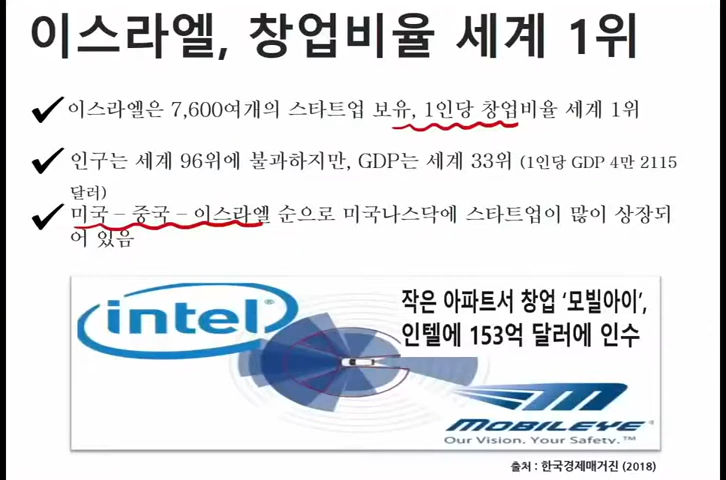 이스라엘, 창업비율 세계 1위
이스라엘은 7,600여개의 스타트업 보유, 1인당 창업비율 세계 1위
인구는 세계 96위에 불과하지만, GDP는 세계 33위 (1인당 GDP 4만 2115
달러)
미국 – 중국 – 이스라엘 순으로 미국나스닥에 스타트업이 많이 상장되
어 있음
intel®
작은 아파트서 창업 ‘모빌아이’,
인텔에 153억 달러에 인수
MOBILEYE®
Our Vision. Your Safety.™
출처 : 한국경제매거진 (2018)